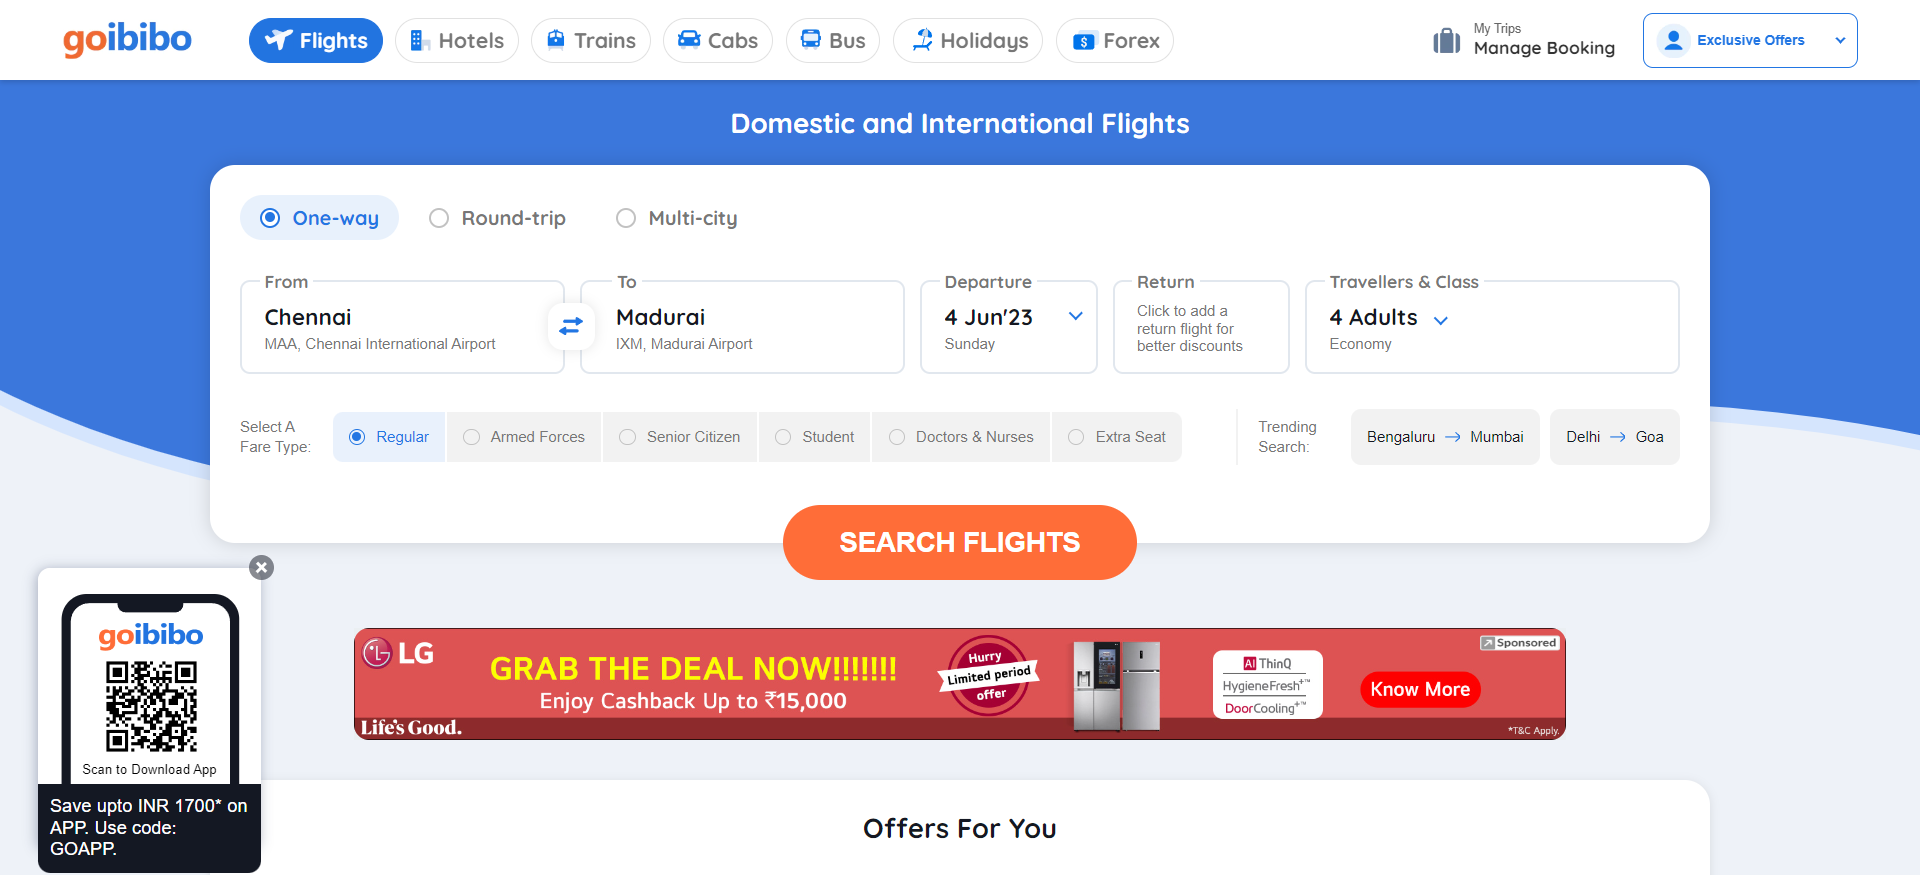 goibibo
Flights
Hotels
Trains
Cabs
Bus
Holidays
Forex
My Trips
Manage Booking
Exclusive Offers
Domestic and International Flights
One-way
Round-trip
Multi-city
From
Chennai
MAA, Chennai International Airport
To
Madurai
IXM, Madurai Airport
Departure
4 Jun'23
Sunday
Return
Click to add a
return flight for
better discounts
Travellers & Class
4 Adults
Economy
Select A
Fare Type:
Regular
Armed Forces
Senior Citizen
Student
Doctors & Nurses
Extra Seat
Trending
Search:
Bengaluru → Mumbai
Delhi → Goa
SEARCH FLIGHTS
goibibo
Scan to Download App
Save upto INR 1700* on
APP. Use code:
GOAPP.
LG
Life's Good.
GRAB THE DEAL NOW!!!!!!!
Enjoy Cashback Up to ₹15,000
Hurry
Limited period
offer
AI ThinQ
HygieneFresh+™
DoorCooling+™
Know More
Sponsored
*T&C Apply.
Offers For You